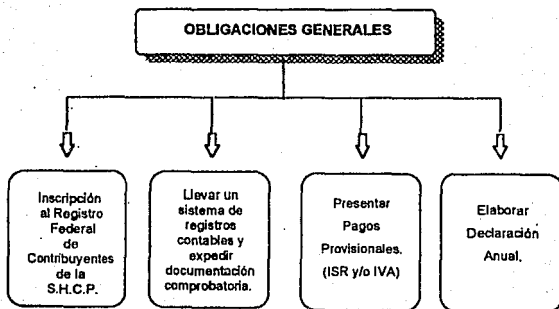 OBLIGACIONES GENERALES
Inscripción
al Registro
Federal
de
Contribuyentes
de la
S.H.C.P.
Llevar un
sistema de
registros
contables y
expedir
documentación
comprobatoria.
Presentar
Pagos
Provisionales.
(ISR y/o IVA)
Elaborar
Declaración
Anual.